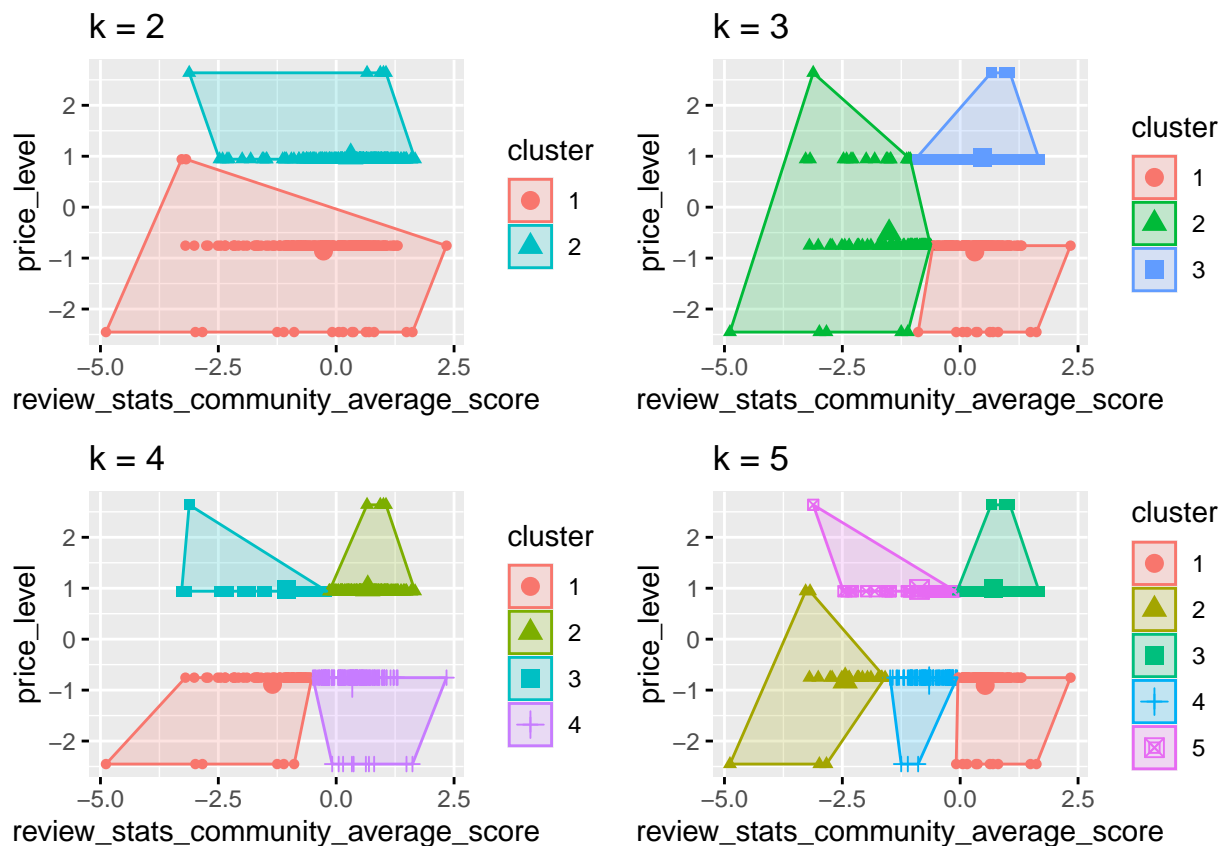 k = 2
price_level
2
1
0
−1
−2
−5.0 −2.5 0.0 2.5
review_stats_community_average_score
cluster
1
2
k = 3
price_level
2
1
0
−1
−2
−5.0 −2.5 0.0 2.5
review_stats_community_average_score
cluster
1
2
3
k = 4
price_level
2
1
0
−1
−2
−5.0 −2.5 0.0 2.5
review_stats_community_average_score
cluster
1
2
3
4
k = 5
price_level
2
1
0
−1
−2
−5.0 −2.5 0.0 2.5
review_stats_community_average_score
cluster
1
2
3
4
5